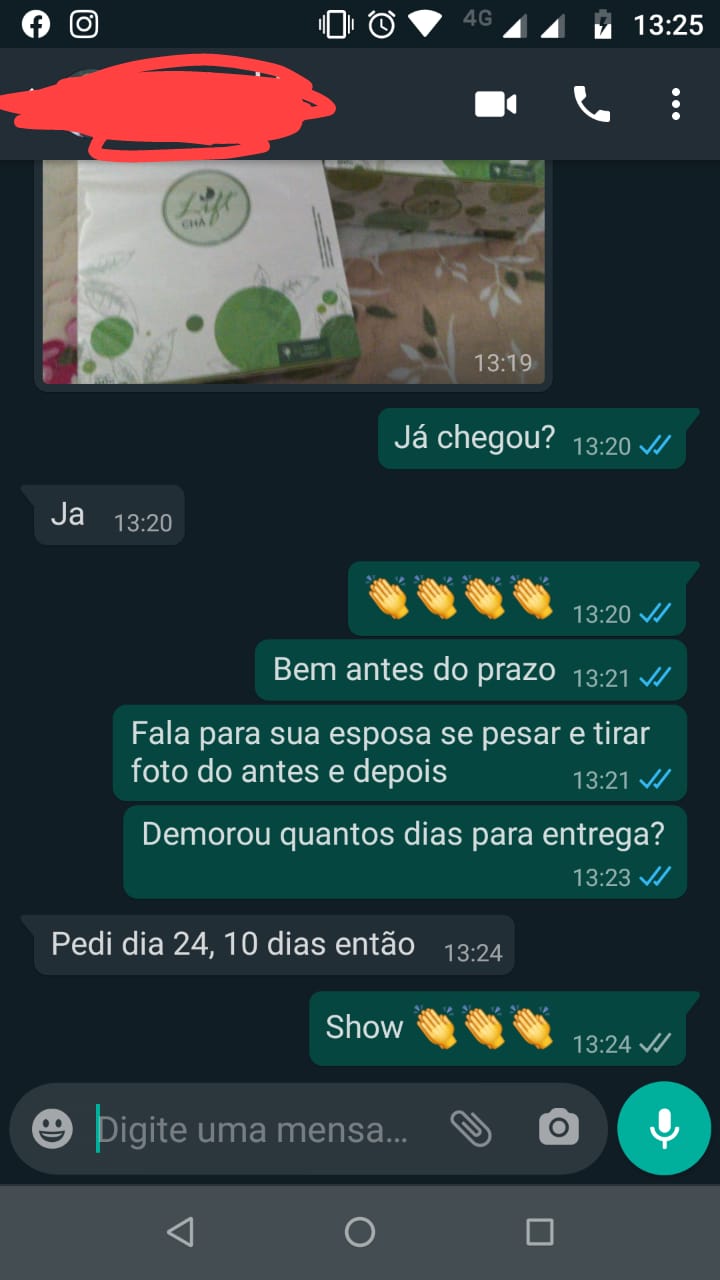 4G
13:25
Lift
CHÁ
13:19
Já chegou? 13:20
Ja 13:20
👏👏👏👏 13:20
Bem antes do prazo 13:21
Fala para sua esposa se pesar e tirar
foto do antes e depois 13:21
Demorou quantos dias para entrega?
13:23
Pedi dia 24, 10 dias então 13:24
Show 👏👏👏 13:24
Digite uma mensa...